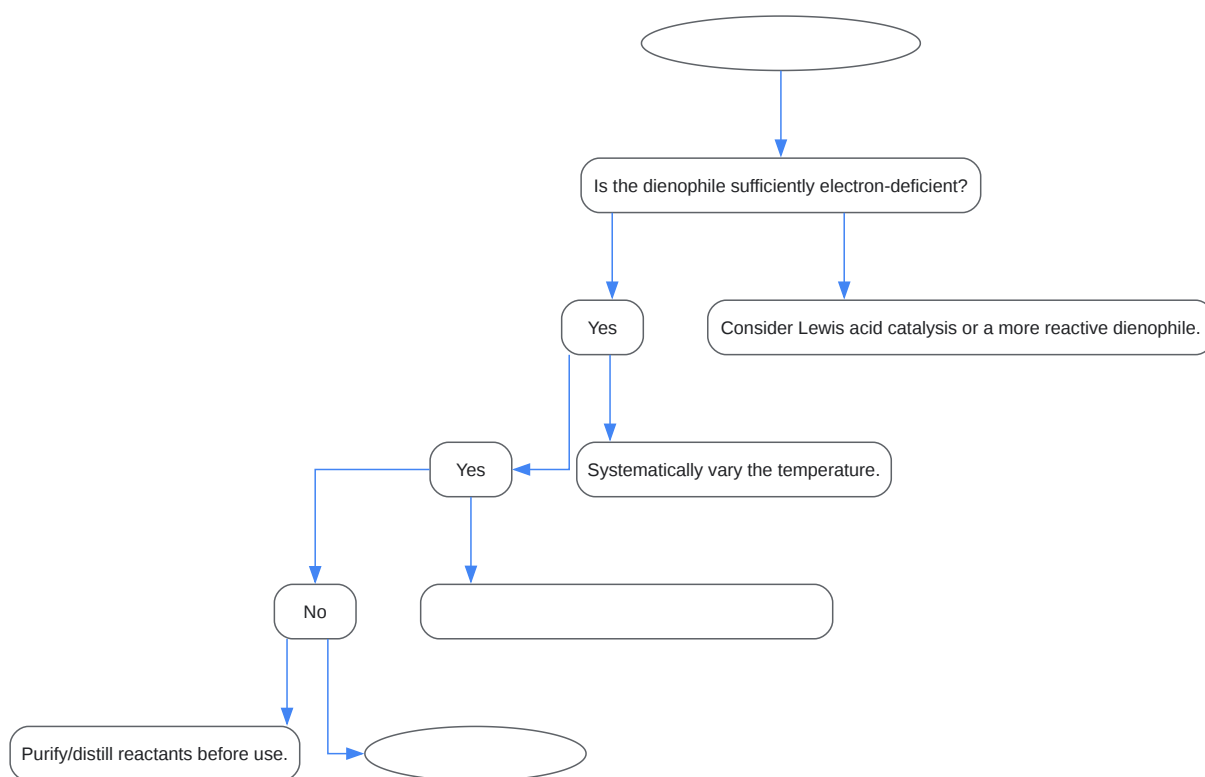 Is the dienophile sufficiently electron-deficient?
Yes
Consider Lewis acid catalysis or a more reactive dienophile.
Yes
Systematically vary the temperature.
No
Purify/distill reactants before use.